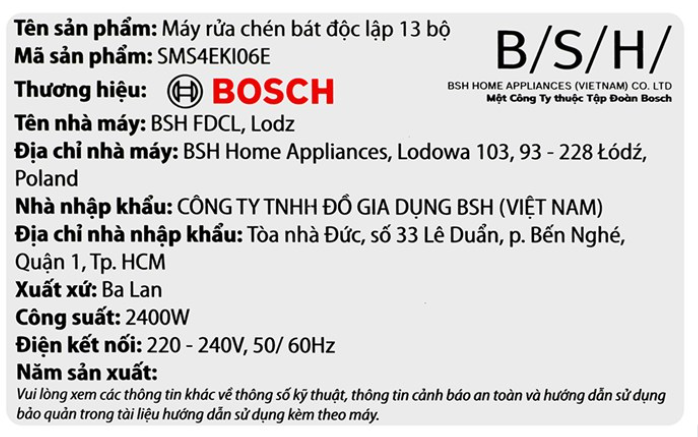 Tên sản phẩm: Máy rửa chén bát độc lập 13 bộ
Mã sản phẩm: SMS4EKI06E
Thương hiệu: BOSCH
B/S/H/
BSH HOME APPLIANCES (VIETNAM) CO. LTD
Một Công Ty thuộc Tập Đoàn Bosch
Tên nhà máy: BSH FDCL, Lodz
Địa chỉ nhà máy: BSH Home Appliances, Lodowa 103, 93 - 228 Łódź,
Poland
Nhà nhập khẩu: CÔNG TY TNHH ĐỒ GIA DỤNG BSH (VIỆT NAM)
Địa chỉ nhà nhập khẩu: Tòa nhà Đức, số 33 Lê Duẩn, p. Bến Nghé,
Quận 1, Tp. HCM
Xuất xứ: Ba Lan
Công suất: 2400W
Điện kết nối: 220 - 240V, 50/ 60Hz
Năm sản xuất:
Vui lòng xem các thông tin khác về thông số kỹ thuật, thông tin cảnh báo an toàn và hướng dẫn sử dụng
bảo quản trong tài liệu hướng dẫn sử dụng kèm theo máy.